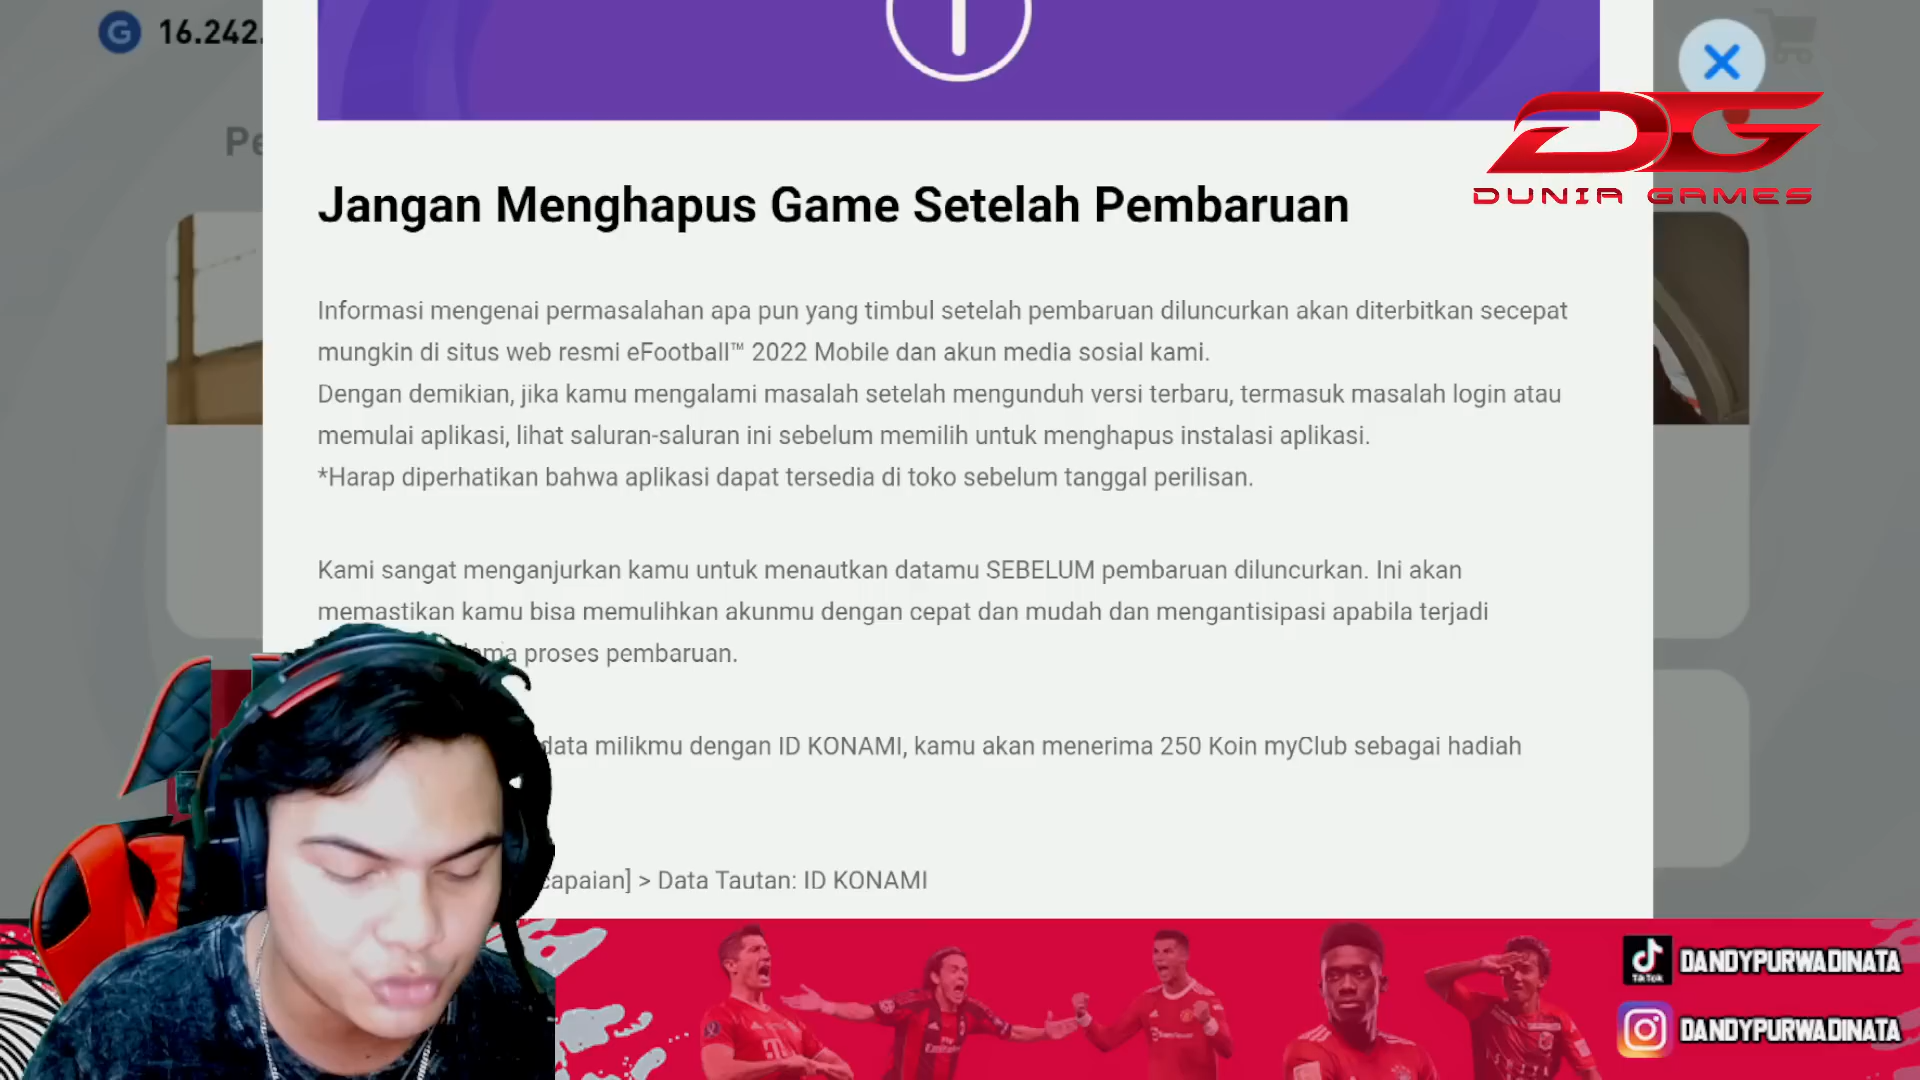 G 16.242.
Pe
DG
DUNIA GAMES
Jangan Menghapus Game Setelah Pembaruan
Informasi mengenai permasalahan apa pun yang timbul setelah pembaruan diluncurkan akan diterbitkan secepat
mungkin di situs web resmi eFootball™ 2022 Mobile dan akun media sosial kami.
Dengan demikian, jika kamu mengalami masalah setelah mengunduh versi terbaru, termasuk masalah login atau
memulai aplikasi, lihat saluran-saluran ini sebelum memilih untuk menghapus instalasi aplikasi.
*Harap diperhatikan bahwa aplikasi dapat tersedia di toko sebelum tanggal perilisan.
Kami sangat menganjurkan kamu untuk menautkan datamu SEBELUM pembaruan diluncurkan. Ini akan
memastikan kamu bisa memulihkan akunmu dengan cepat dan mudah dan mengantisipasi apabila terjadi
proses pembaruan.
data milikmu dengan ID KONAMI, kamu akan menerima 250 Koin myClub sebagai hadiah
capaian] > Data Tautan: ID KONAMI
TikTok DANDYPURWADINATA
DANDYPURWADINATA